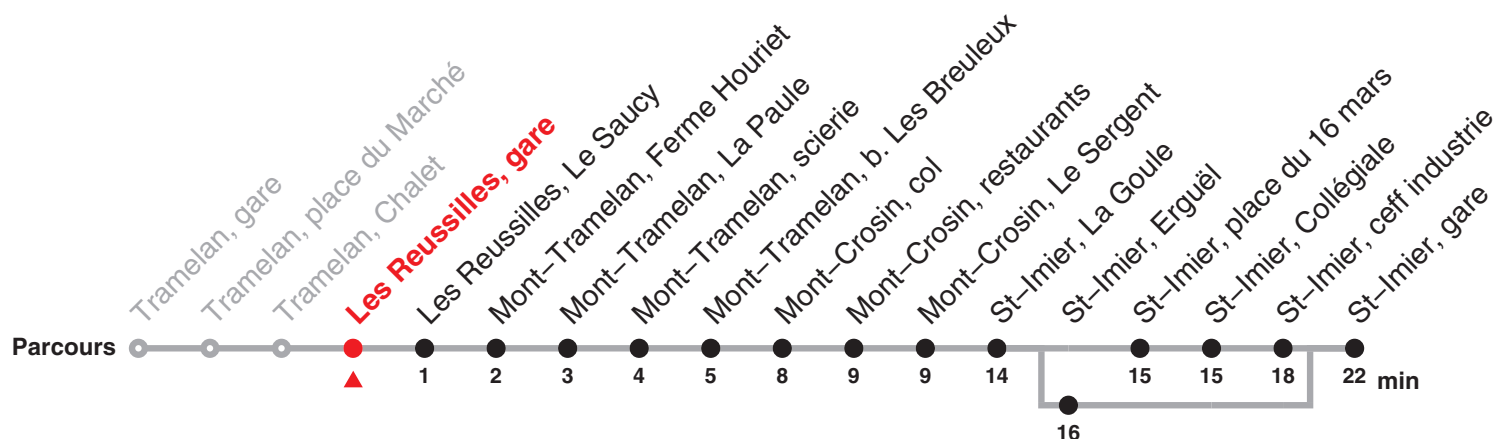 Tramelan, gare
Tramelan, place du Marché
Tramelan, Chalet
Les Reussilles, gare
Les Reussilles, Le Saucy
Mont–Tramelan, Ferme Houriet
Mont–Tramelan, La Paule
Mont–Tramelan, scierie
Mont–Tramelan, b. Les Breuleux
Mont–Crosin, col
Mont–Crosin, restaurants
Mont–Crosin, Le Sergent
St–Imier, La Goule
St–Imier, Erguël
St–Imier, place du 16 mars
St–Imier, Collégiale
St–Imier, ceff industrie
St–Imier, gare
Parcours
1 2 3 4 5 8 9 9 14 15 15 18 22 min
16